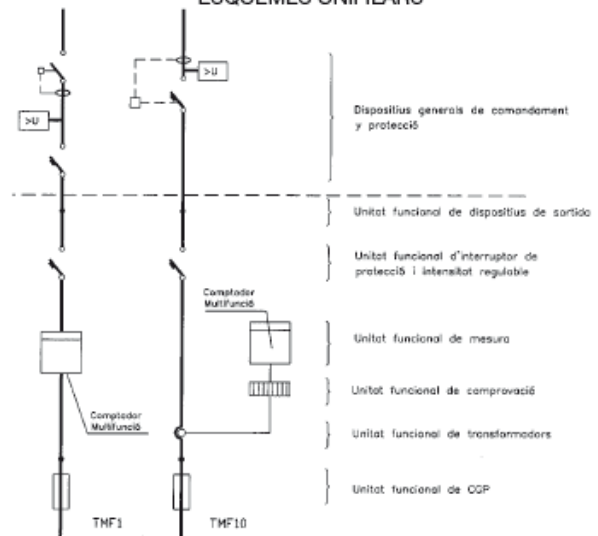 ESQUEMES UNIFILARS
>U
>U
Dispositius generals de comandament
y protecció
Unitat funcional de dispositius de sortida
Unitat funcional d'interruptor de
protecció i intensitat regulable
Comptador
Multifunció
Unitat funcional de mesura
Unitat funcional de comprovació
Comptador
Multifunció
Unitat funcional de transformadors
Unitat funcional de CGP
TMF1
TMF10